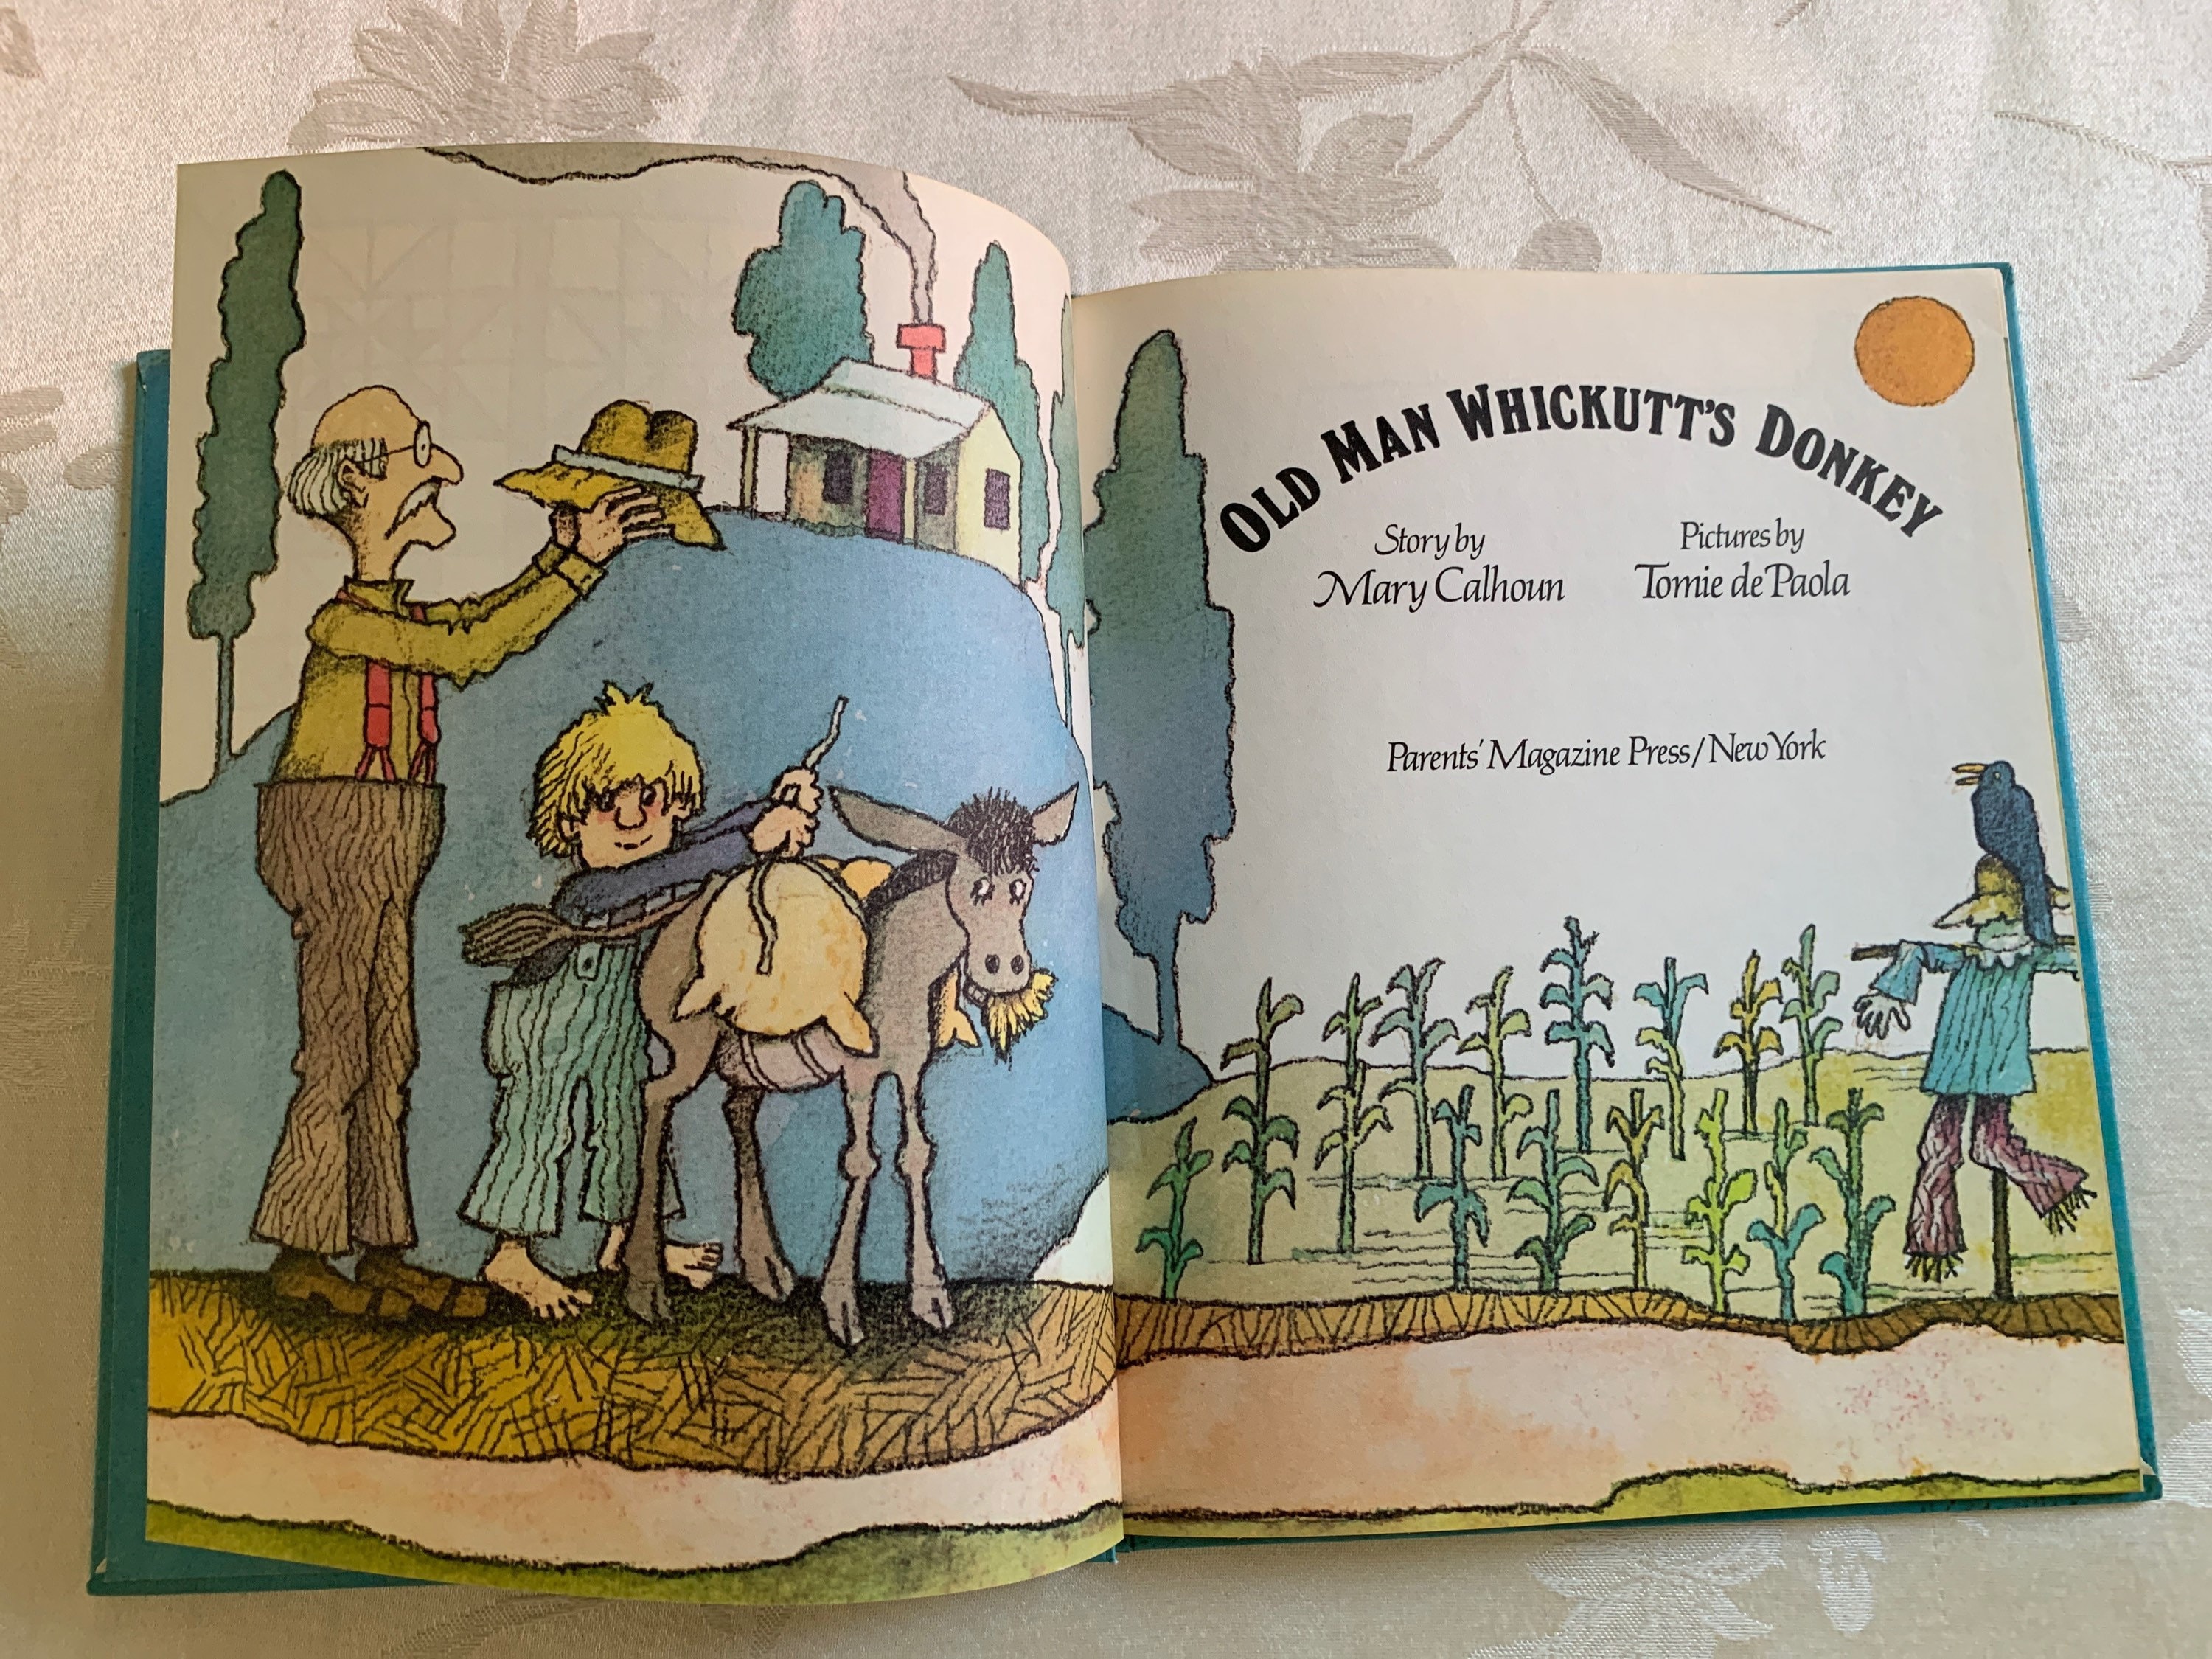 OLD MAN WHICKUTT'S DONKEY
Story by
Mary Calhoun
Pictures by
Tomie de Paola
Parents' Magazine Press/New York